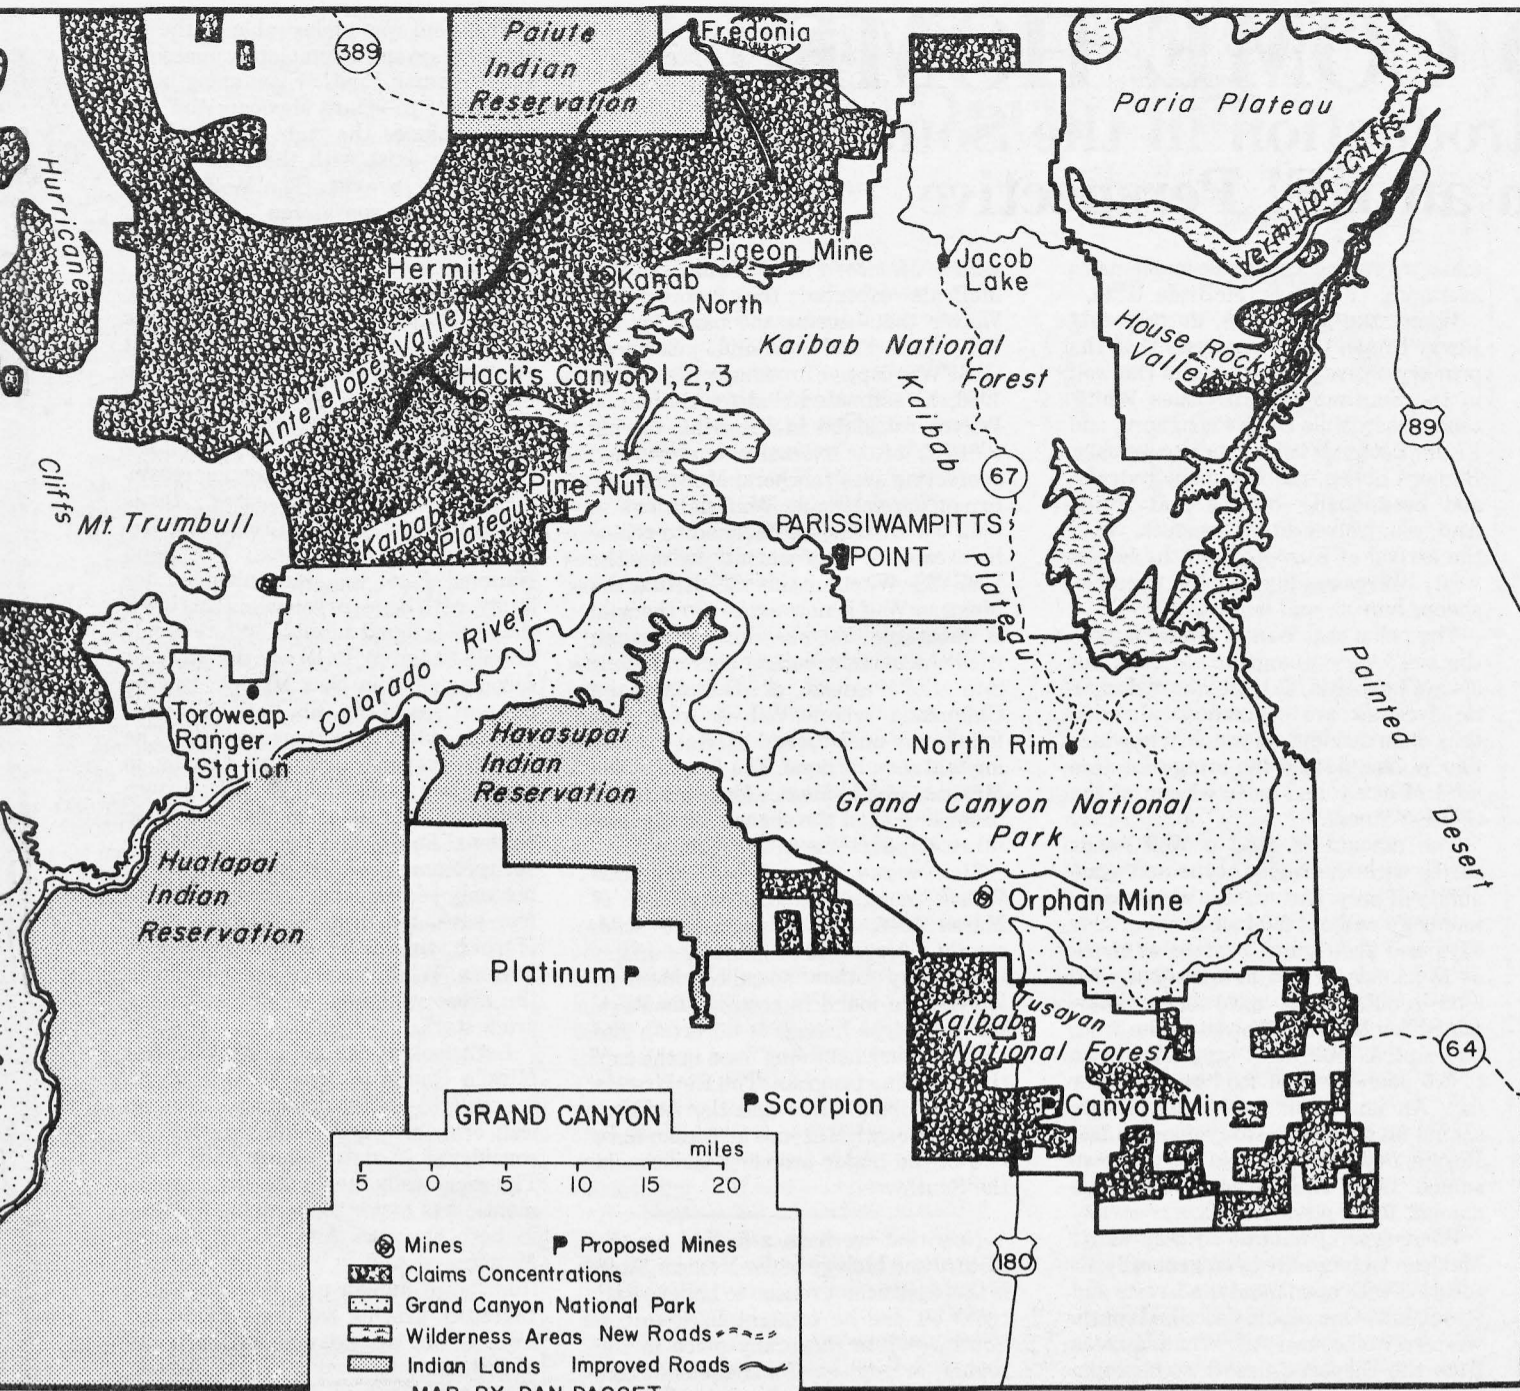 389
Paiute
Indian
Reservation
Fredonia
Paria Plateau
Vermillion Cliffs
Hurricane
Cliffs
Hermit
Pigeon Mine
Kanab
North
Jacob
Lake
House Rock
Valley
Antelope Valley
Hack's Canyon 1,2,3
Kaibab National
Forest
Kaibab
Plateau
67
89
Pine Nut
Kaibab
Plateau
Mt. Trumbull
PARISSIWAMPITTS
POINT
Colorado River
Painted
Desert
Toroweap
Ranger
Station
Havasupai
Indian
Reservation
North Rim
Grand Canyon National
Park
Hualapai
Indian
Reservation
Orphan Mine
Platinum
Tusayan
Kaibab
National Forest
64
Scorpion
Canyon Mine
180
GRAND CANYON
miles
5 0 5 10 15 20
Mines Proposed Mines
Claims Concentrations
Grand Canyon National Park
Wilderness Areas New Roads
Indian Lands Improved Roads